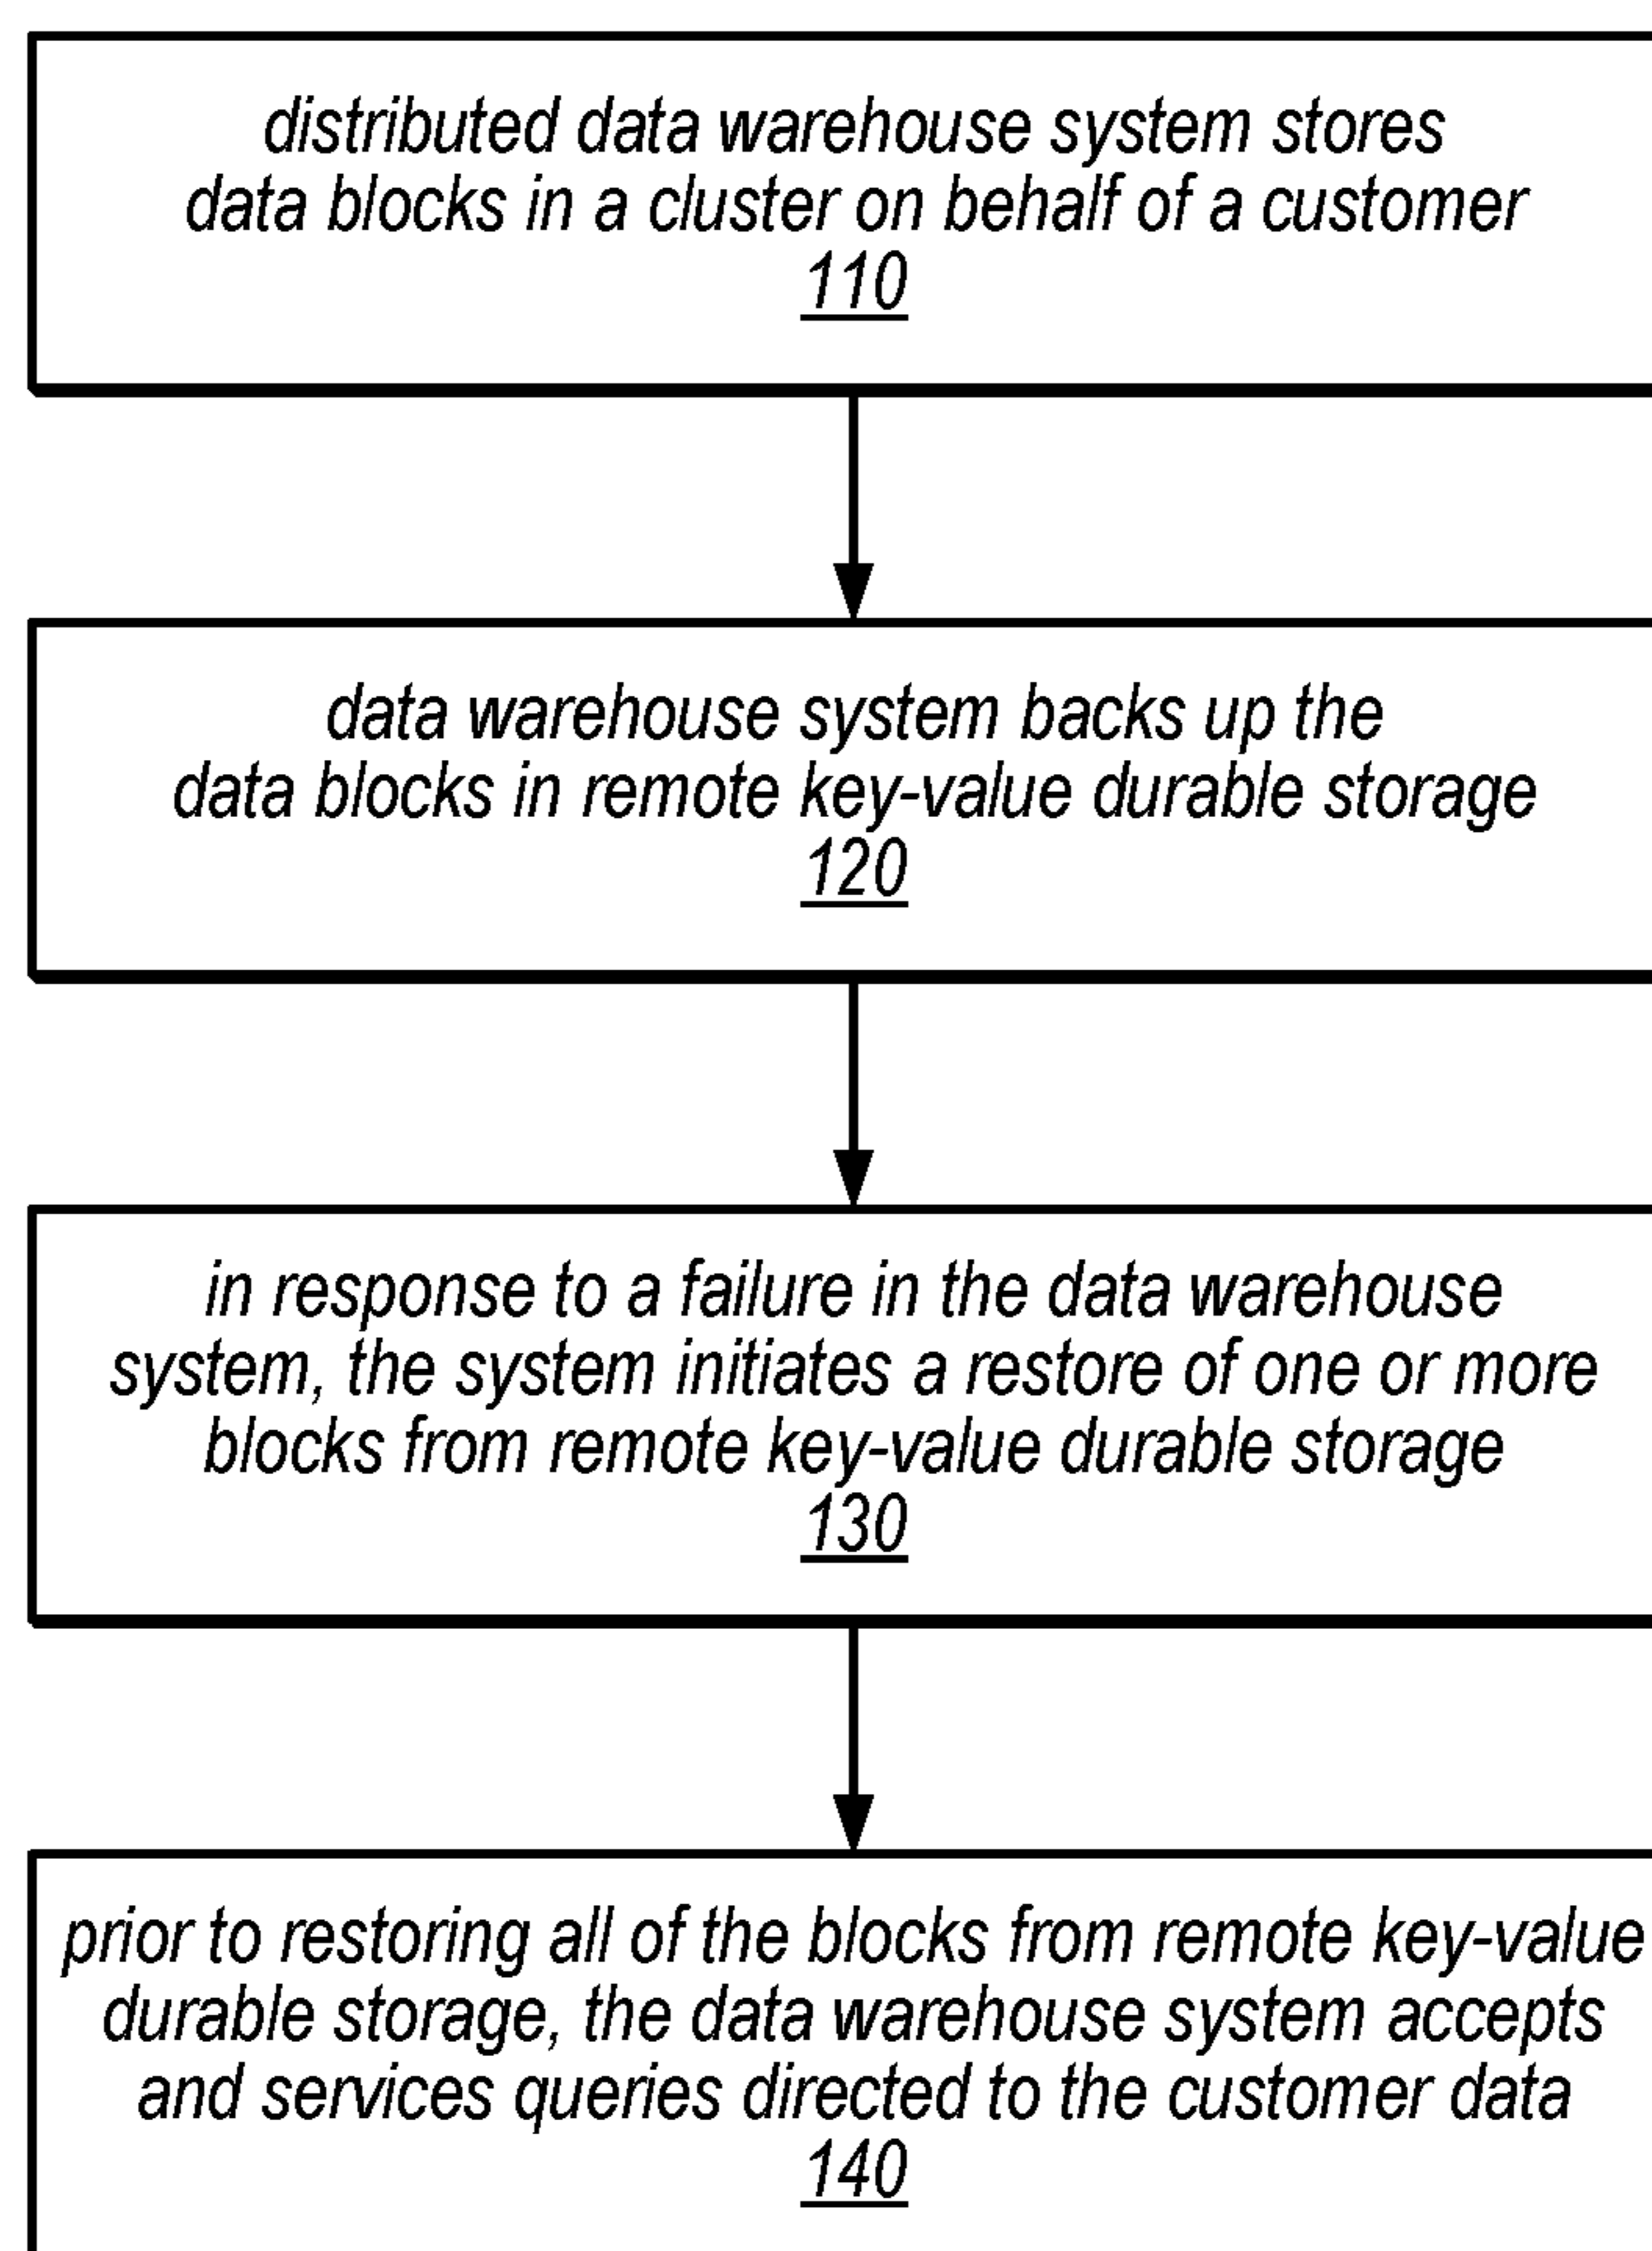 distributed data warehouse system stores
data blocks in a cluster on behalf of a customer
110
data warehouse system backs up the
data blocks in remote key-value durable storage
120
in response to a failure in the data warehouse
system, the system initiates a restore of one or more
blocks from remote key-value durable storage
130
prior to restoring all of the blocks from remote key-value
durable storage, the data warehouse system accepts
and services queries directed to the customer data
140